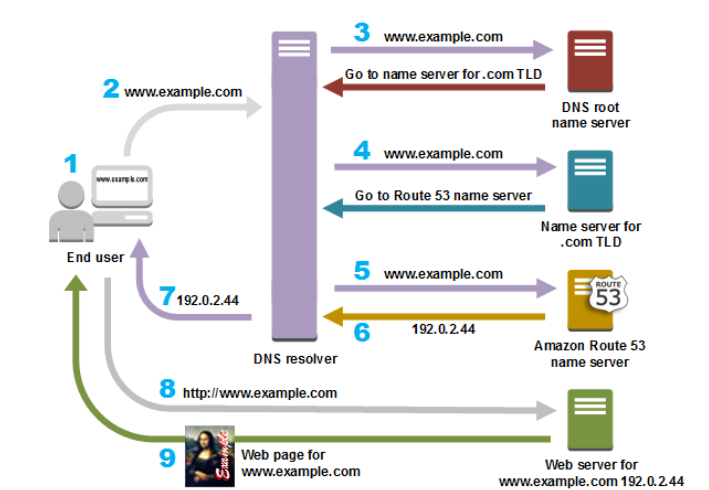 3 www.example.com
Go to name server for .com TLD
DNS root
name server
2 www.example.com
1
www.example.com
End user
4 www.example.com
Go to Route 53 name server
Name server for
.com TLD
5 www.example.com
ROUTE
53
6 192.0.2.44
Amazon Route 53
name server
7 192.0.2.44
DNS resolver
8 http://www.example.com
9
Example
Web page for
www.example.com
Web server for
www.example.com 192.0.2.44